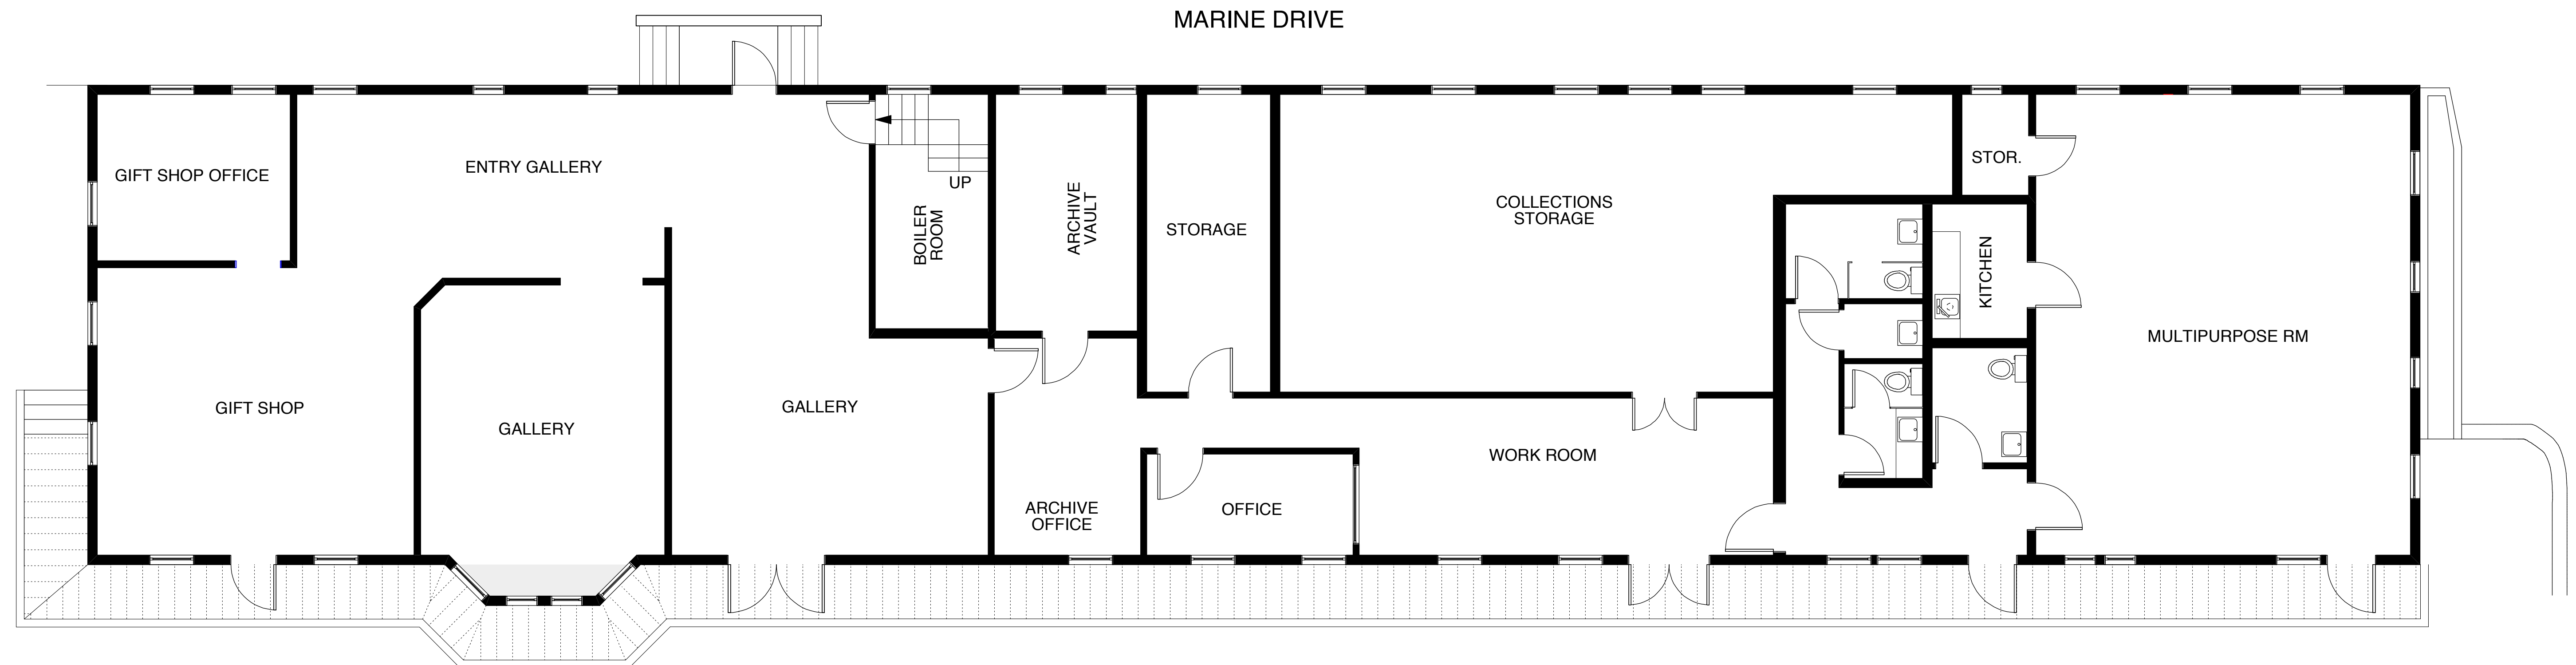 MARINE DRIVE
GIFT SHOP OFFICE
ENTRY GALLERY
UP
BOILER
ROOM
ARCHIVE
VAULT
STORAGE
COLLECTIONS
STORAGE
STOR.
KITCHEN
MULTIPURPOSE RM
GIFT SHOP
GALLERY
GALLERY
ARCHIVE
OFFICE
OFFICE
WORK ROOM